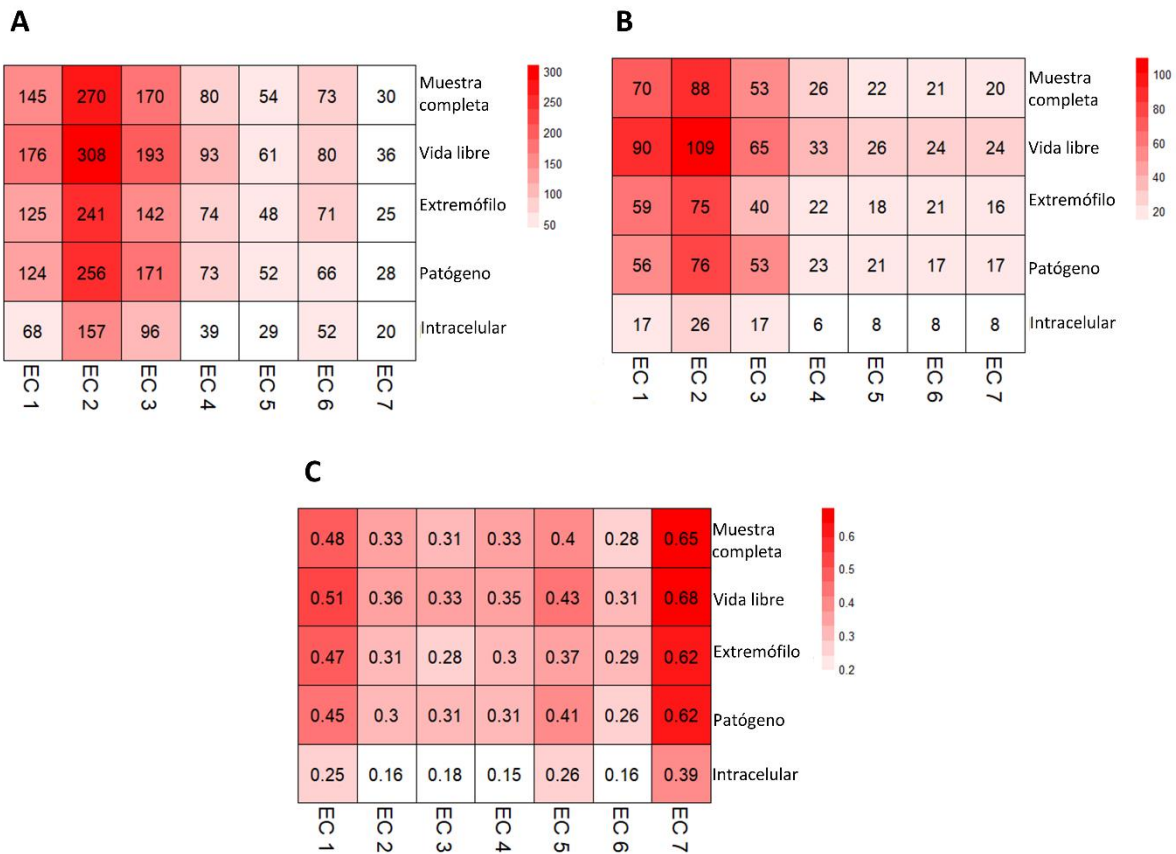 A
145 270 170 80 54 73 30 Muestra
completa
176 308 193 93 61 80 36 Vida libre
125 241 142 74 48 71 25 Extremófilo
124 256 171 73 52 66 28 Patógeno
68 157 96 39 29 52 20 Intracelular
EC 1 EC 2 EC 3 EC 4 EC 5 EC 6 EC 7
300
250
200
150
100
50
B
70 88 53 26 22 21 20 Muestra
completa
90 109 65 33 26 24 24 Vida libre
59 75 40 22 18 21 16 Extremófilo
56 76 53 23 21 17 17 Patógeno
17 26 17 6 8 8 8 Intracelular
EC 1 EC 2 EC 3 EC 4 EC 5 EC 6 EC 7
100
80
60
40
20
C
0.48 0.33 0.31 0.33 0.4 0.28 0.65 Muestra
completa
0.51 0.36 0.33 0.35 0.43 0.31 0.68 Vida libre
0.47 0.31 0.28 0.3 0.37 0.29 0.62 Extremófilo
0.45 0.3 0.31 0.31 0.41 0.26 0.62 Patógeno
0.25 0.16 0.18 0.15 0.26 0.16 0.39 Intracelular
EC 1 EC 2 EC 3 EC 4 EC 5 EC 6 EC 7
0.6
0.5
0.4
0.3
0.2